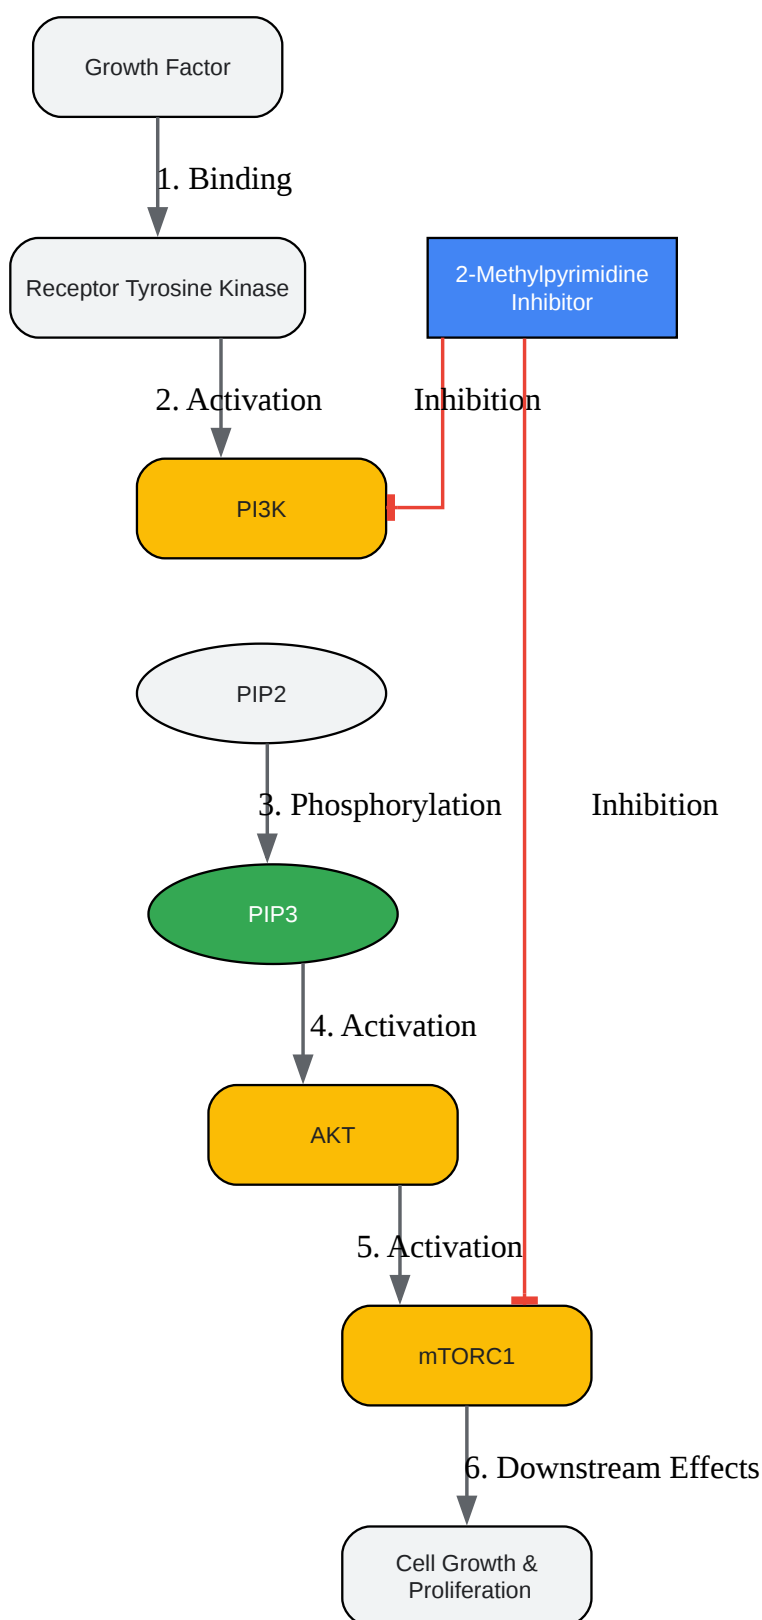 Growth Factor
1. Binding
Receptor Tyrosine Kinase
2-Methylpyrimidine
Inhibitor
2. Activation
Inhibition
PI3K
PIP2
3. Phosphorylation
Inhibition
PIP3
4. Activation
AKT
5. Activation
mTORC1
6. Downstream Effects
Cell Growth &
Proliferation